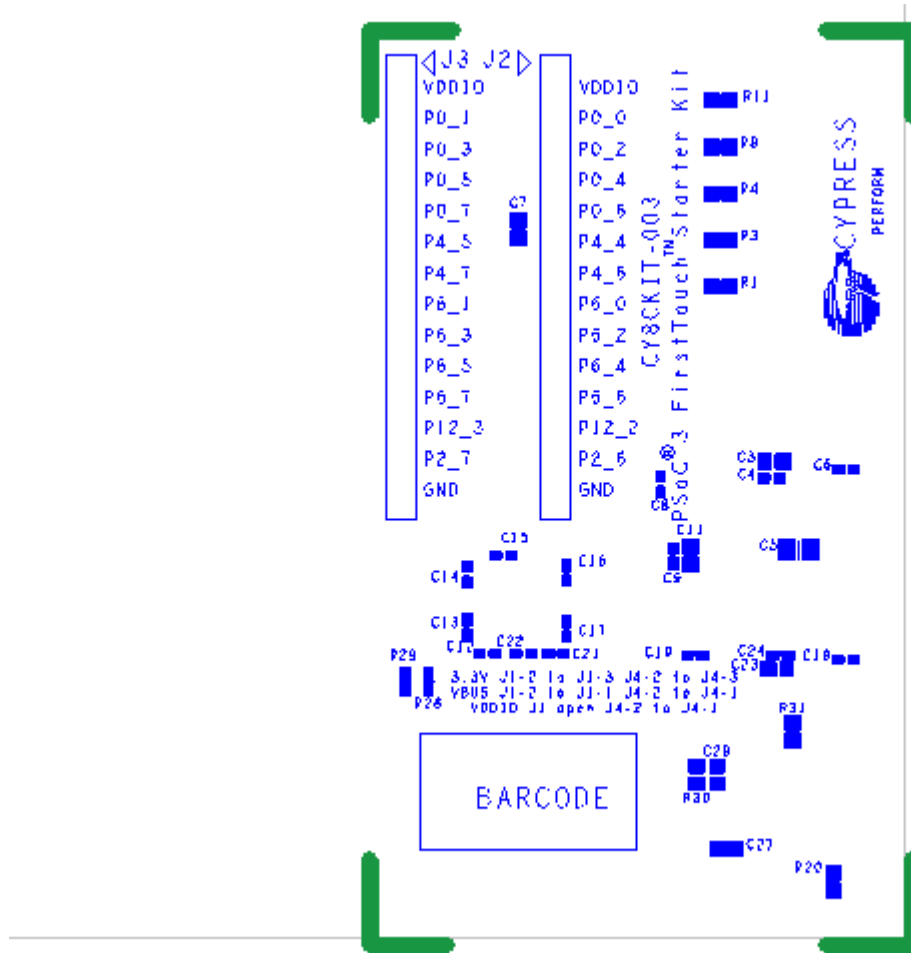 J3 J2
VDDIO VDDIO
P0_1 P0_0
P0_3 P0_2
P0_5 P0_4
P0_7 P0_6
P4_5 P4_4
P4_7 P4_6
P6_1 P6_0
P6_3 P6_2
P6_5 P6_4
P6_7 P6_6
P12_3 P12_2
P2_7 P2_6
GND GND
CY8CKIT-003
PSoC® 3 FirstTouch™ Starter Kit
R11
R4
R3
R1
CYPRESS
PERFORM
C3
C4
C6
C8
C11
C9
C5
C15
C14
C16
C13
C17
C12
C22
C21
C19
C24
C23
C18
R29
R26
3.3V J1-2 to J1-3 J4-2 to J4-3
VBUS J1-2 to J1-1 J4-2 to J4-1
VDDIO J1 open J4-2 to J4-1
R31
C28
R30
BARCODE
C27
R20